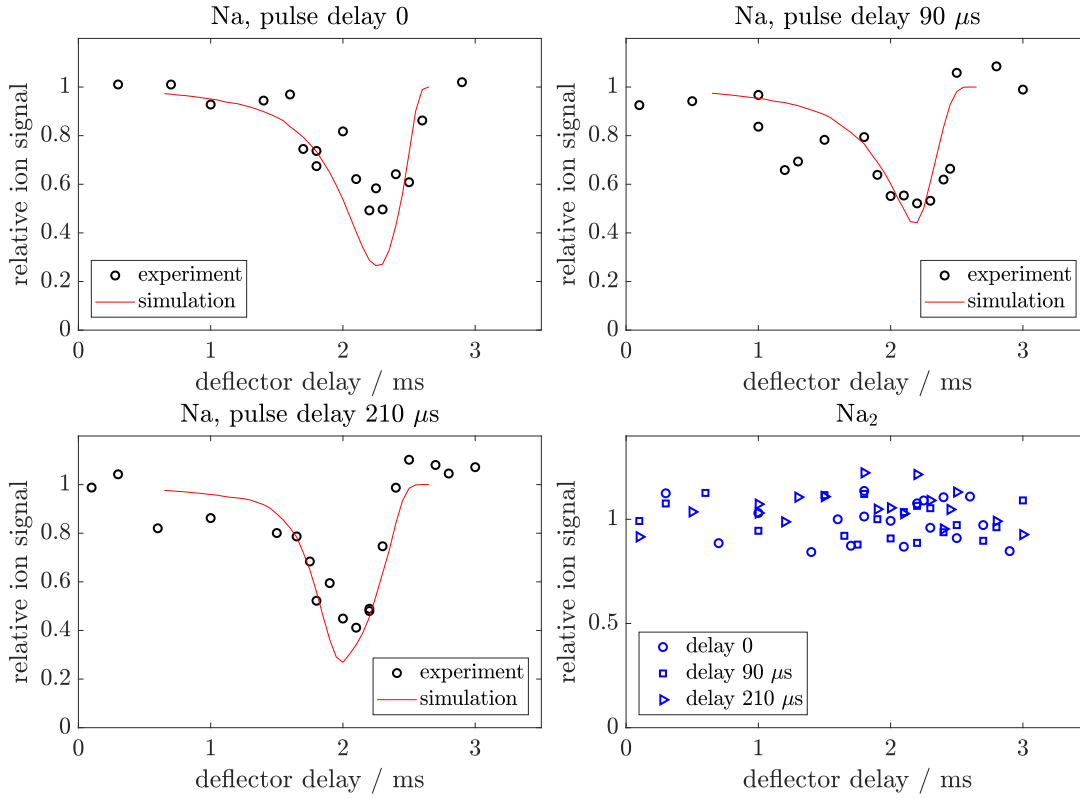 Na, pulse delay 0
relative ion signal
1
0.8
0.6
0.4
0.2
0
experiment
simulation
0 1 2 3
deflector delay / ms
Na, pulse delay 90 μs
relative ion signal
1
0.8
0.6
0.4
0.2
0
experiment
simulation
0 1 2 3
deflector delay / ms
Na, pulse delay 210 μs
relative ion signal
1
0.8
0.6
0.4
0.2
0
experiment
simulation
0 1 2 3
deflector delay / ms
Na₂
relative ion signal
1
0.5
0
delay 0
delay 90 μs
delay 210 μs
0 1 2 3
deflector delay / ms